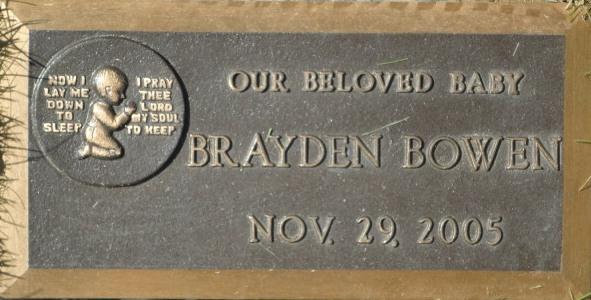 NOW I
LAY ME
DOWN
TO
SLEEP
I PRAY
THEE
LORD
MY SOUL
TO KEEP
OUR BELOVED BABY
BRAYDEN BOWEN
NOV. 29, 2005